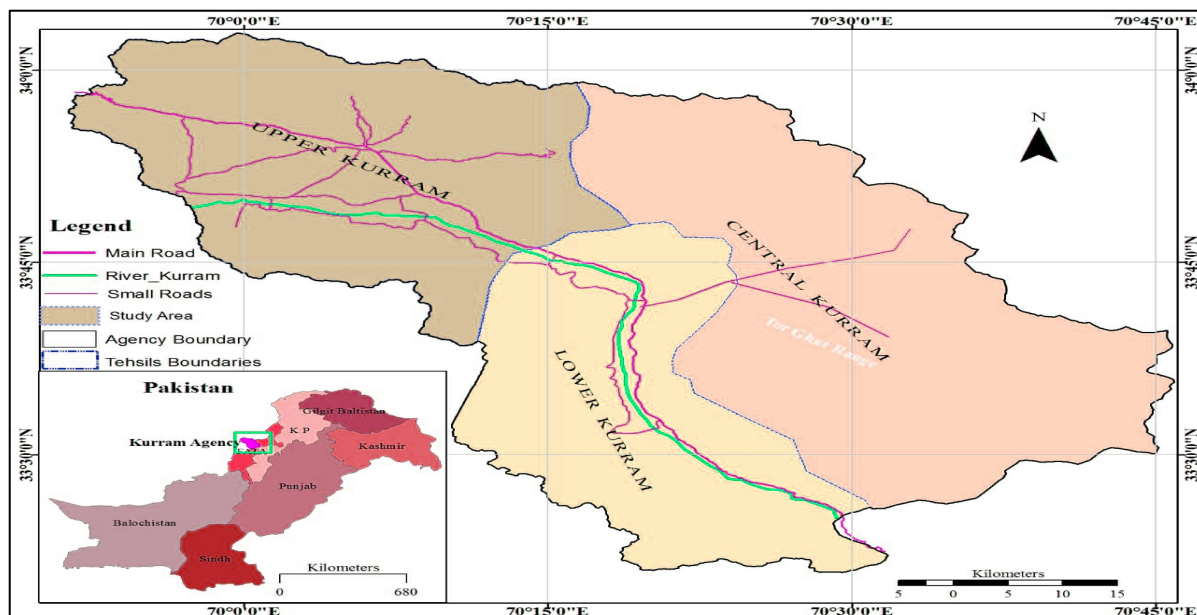 70°0'0"E 70°15'0"E 70°30'0"E 70°45'0"E
34°0'0"N 34°0'0"N
N
UPPER KURRAM
Legend
Main Road
River_Kurram
Small Roads
Study Area
Agency Boundary
Tehsils Boundaries
33°45'0"N 33°45'0"N
CENTRAL KURRAM
Tor Ghar Range
LOWER KURRAM
33°30'0"N 33°30'0"N
Pakistan
Gilgit Baltistan
K P
Kurram Agency
Kashmir
FATA
Punjab
Balochistan
Sindh
Kilometers
0 680
Kilometers
5 0 5 10 15
70°0'0"E 70°15'0"E 70°30'0"E 70°45'0"E